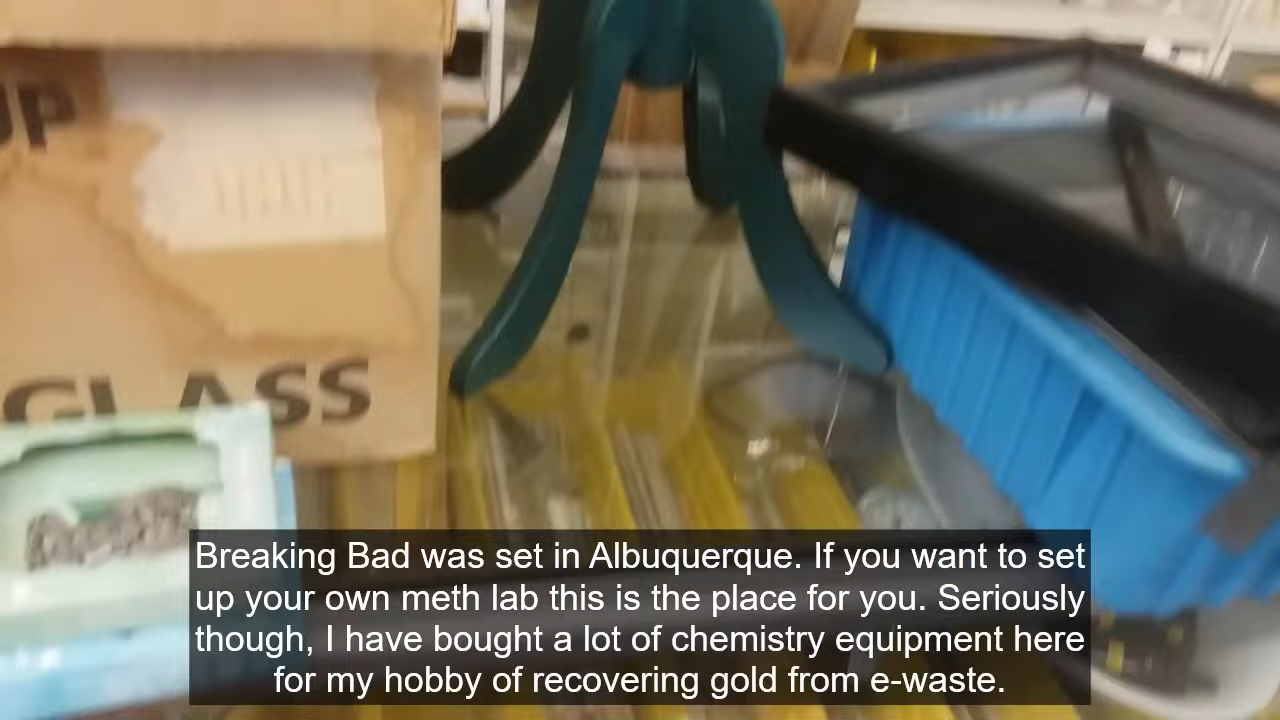 UP
GLASS
Breaking Bad was set in Albuquerque. If you want to set
up your own meth lab this is the place for you. Seriously
though, I have bought a lot of chemistry equipment here
for my hobby of recovering gold from e-waste.